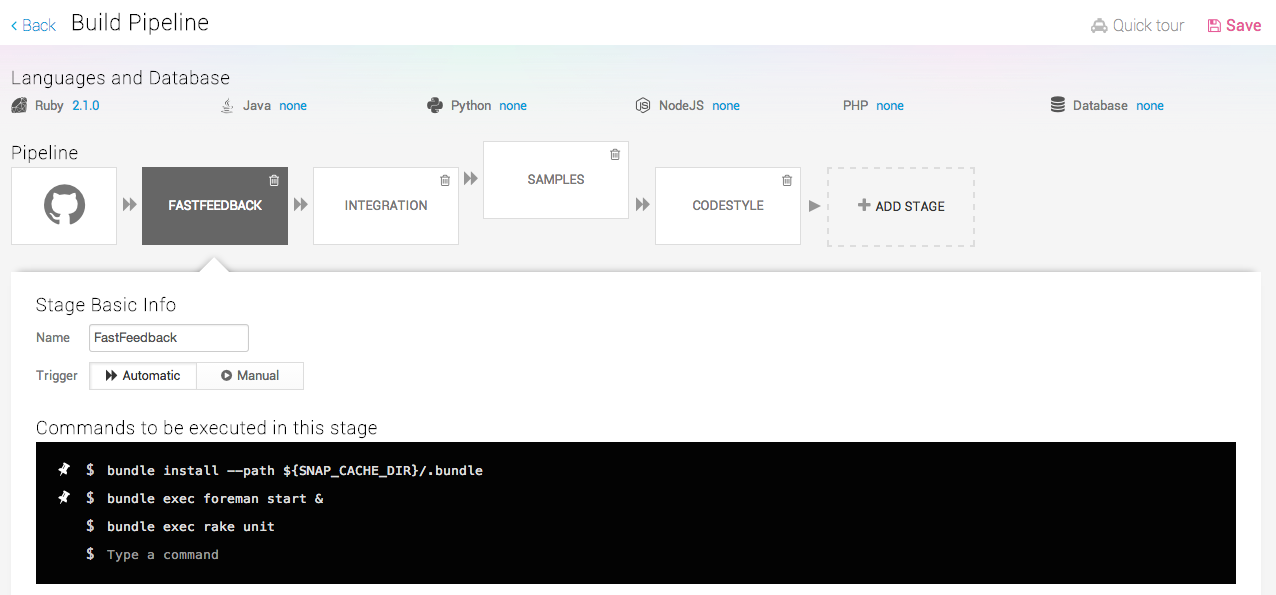 Back Build Pipeline Quick tour Save
Languages and Database
Ruby 2.1.0 Java none Python none NodeJS none PHP none Database none
Pipeline
FASTFEEDBACK INTEGRATION SAMPLES CODESTYLE + ADD STAGE
Stage Basic Info
Name FastFeedback
Trigger Automatic Manual
Commands to be executed in this stage
$ bundle install --path ${SNAP_CACHE_DIR}/.bundle
$ bundle exec foreman start &
$ bundle exec rake unit
$ Type a command